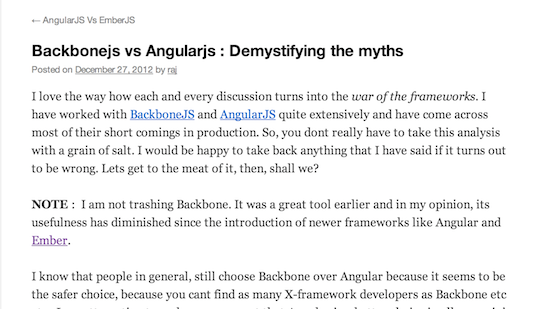 ← AngularJS Vs EmberJS
Backbonejs vs Angularjs : Demystifying the myths
Posted on December 27, 2012 by raj
I love the way how each and every discussion turns into the war of the frameworks. I
have worked with BackboneJS and AngularJS quite extensively and have come across
most of their short comings in production. So, you dont really have to take this analysis
with a grain of salt. I would be happy to take back anything that I have said if it turns out
to be wrong. Lets get to the meat of it, then, shall we?
NOTE : I am not trashing Backbone. It was a great tool earlier and in my opinion, its
usefulness has diminished since the introduction of newer frameworks like Angular and
Ember.
I know that people in general, still choose Backbone over Angular because it seems to be
the safer choice, because you cant find as many X-framework developers as Backbone etc